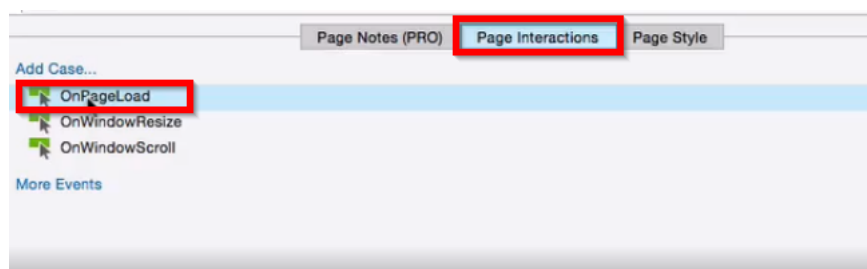 Page Notes (PRO) Page Interactions Page Style
Add Case...
OnPageLoad
OnWindowResize
OnWindowScroll
More Events